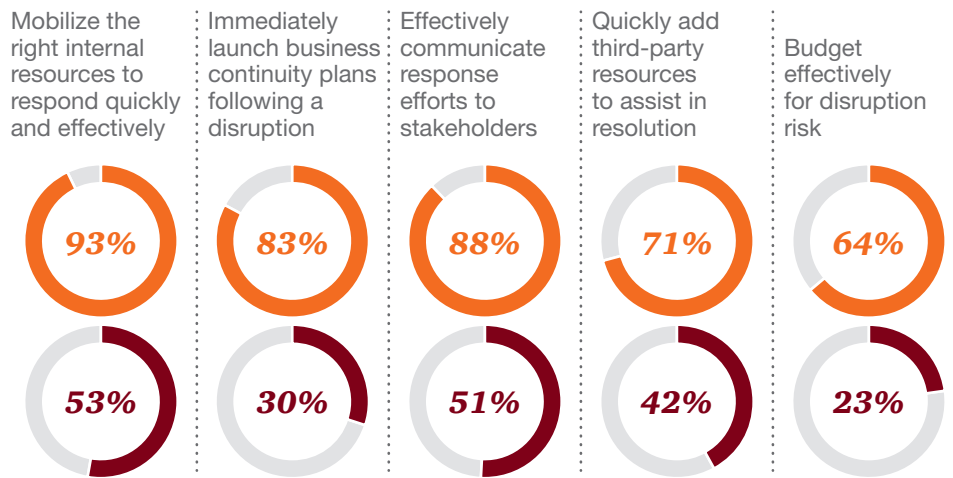 Mobilize the
right internal
resources to
respond quickly
and effectively
Immediately
launch business
continuity plans
following a
disruption
Effectively
communicate
response
efforts to
stakeholders
Quickly add
third-party
resources
to assist in
resolution
Budget
effectively
for disruption
risk
93%
83%
88%
71%
64%
53%
30%
51%
42%
23%